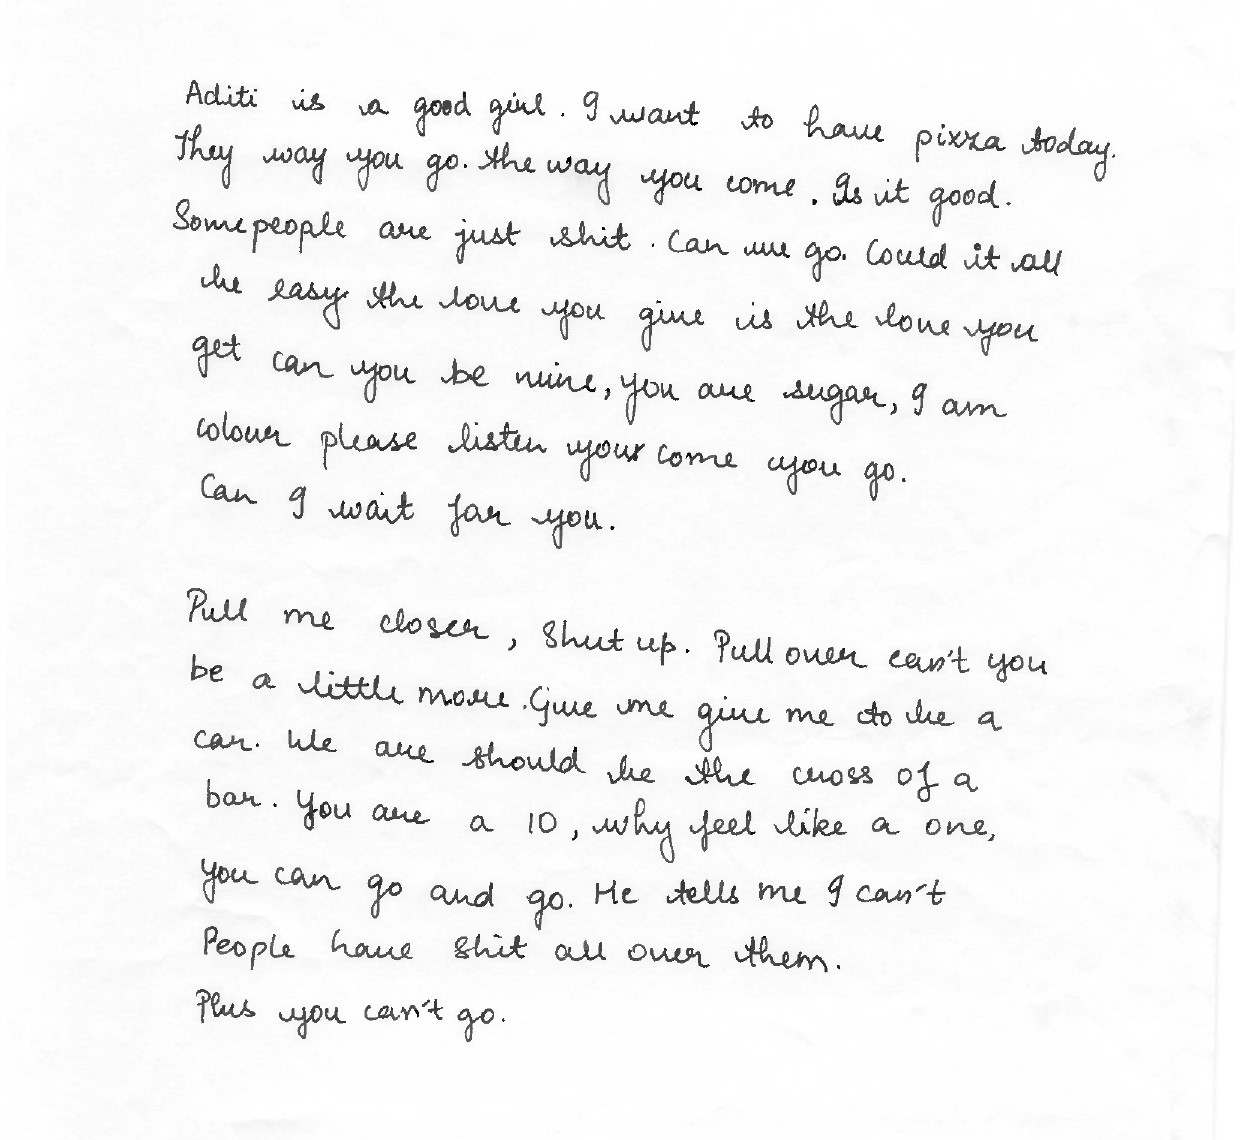 Aditi is a good girl. I want to have pizza today.
They way you go. the way you come. Is it good.
Some people are just shit. Can we go. Could it all
be easy. the love you give is the love you
get can you be mine, you are sugar, I am
colour please listen your come you go.
Can I wait for you.
Pull me closer, Shut up. Pull over can't you
be a little more. Give me give me to be a
car. We are should be the cross of a
bar. You are a 10, why feel like a one,
you can go and go. He tells me I can't
People have shit all over them.
Plus you can't go.